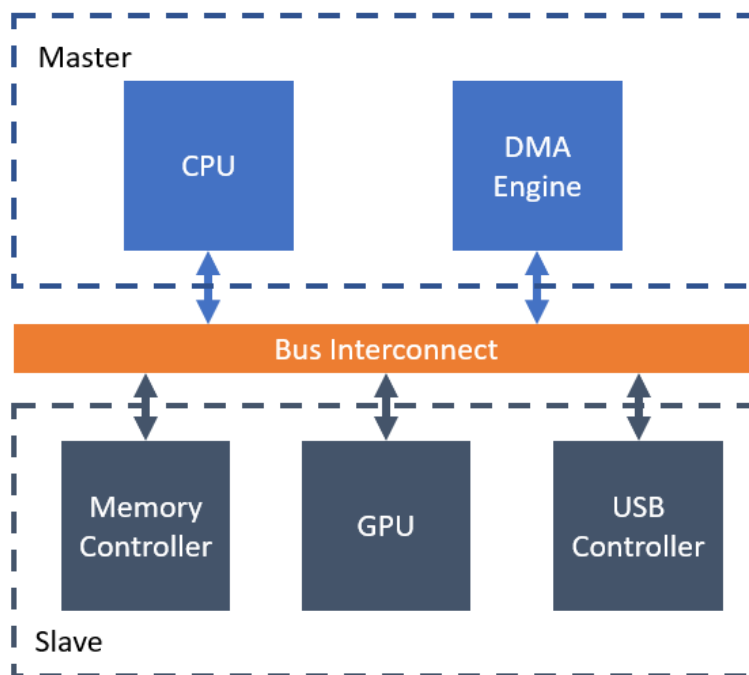 Master
CPU
DMA
Engine
Bus Interconnect
Memory
Controller
GPU
USB
Controller
Slave